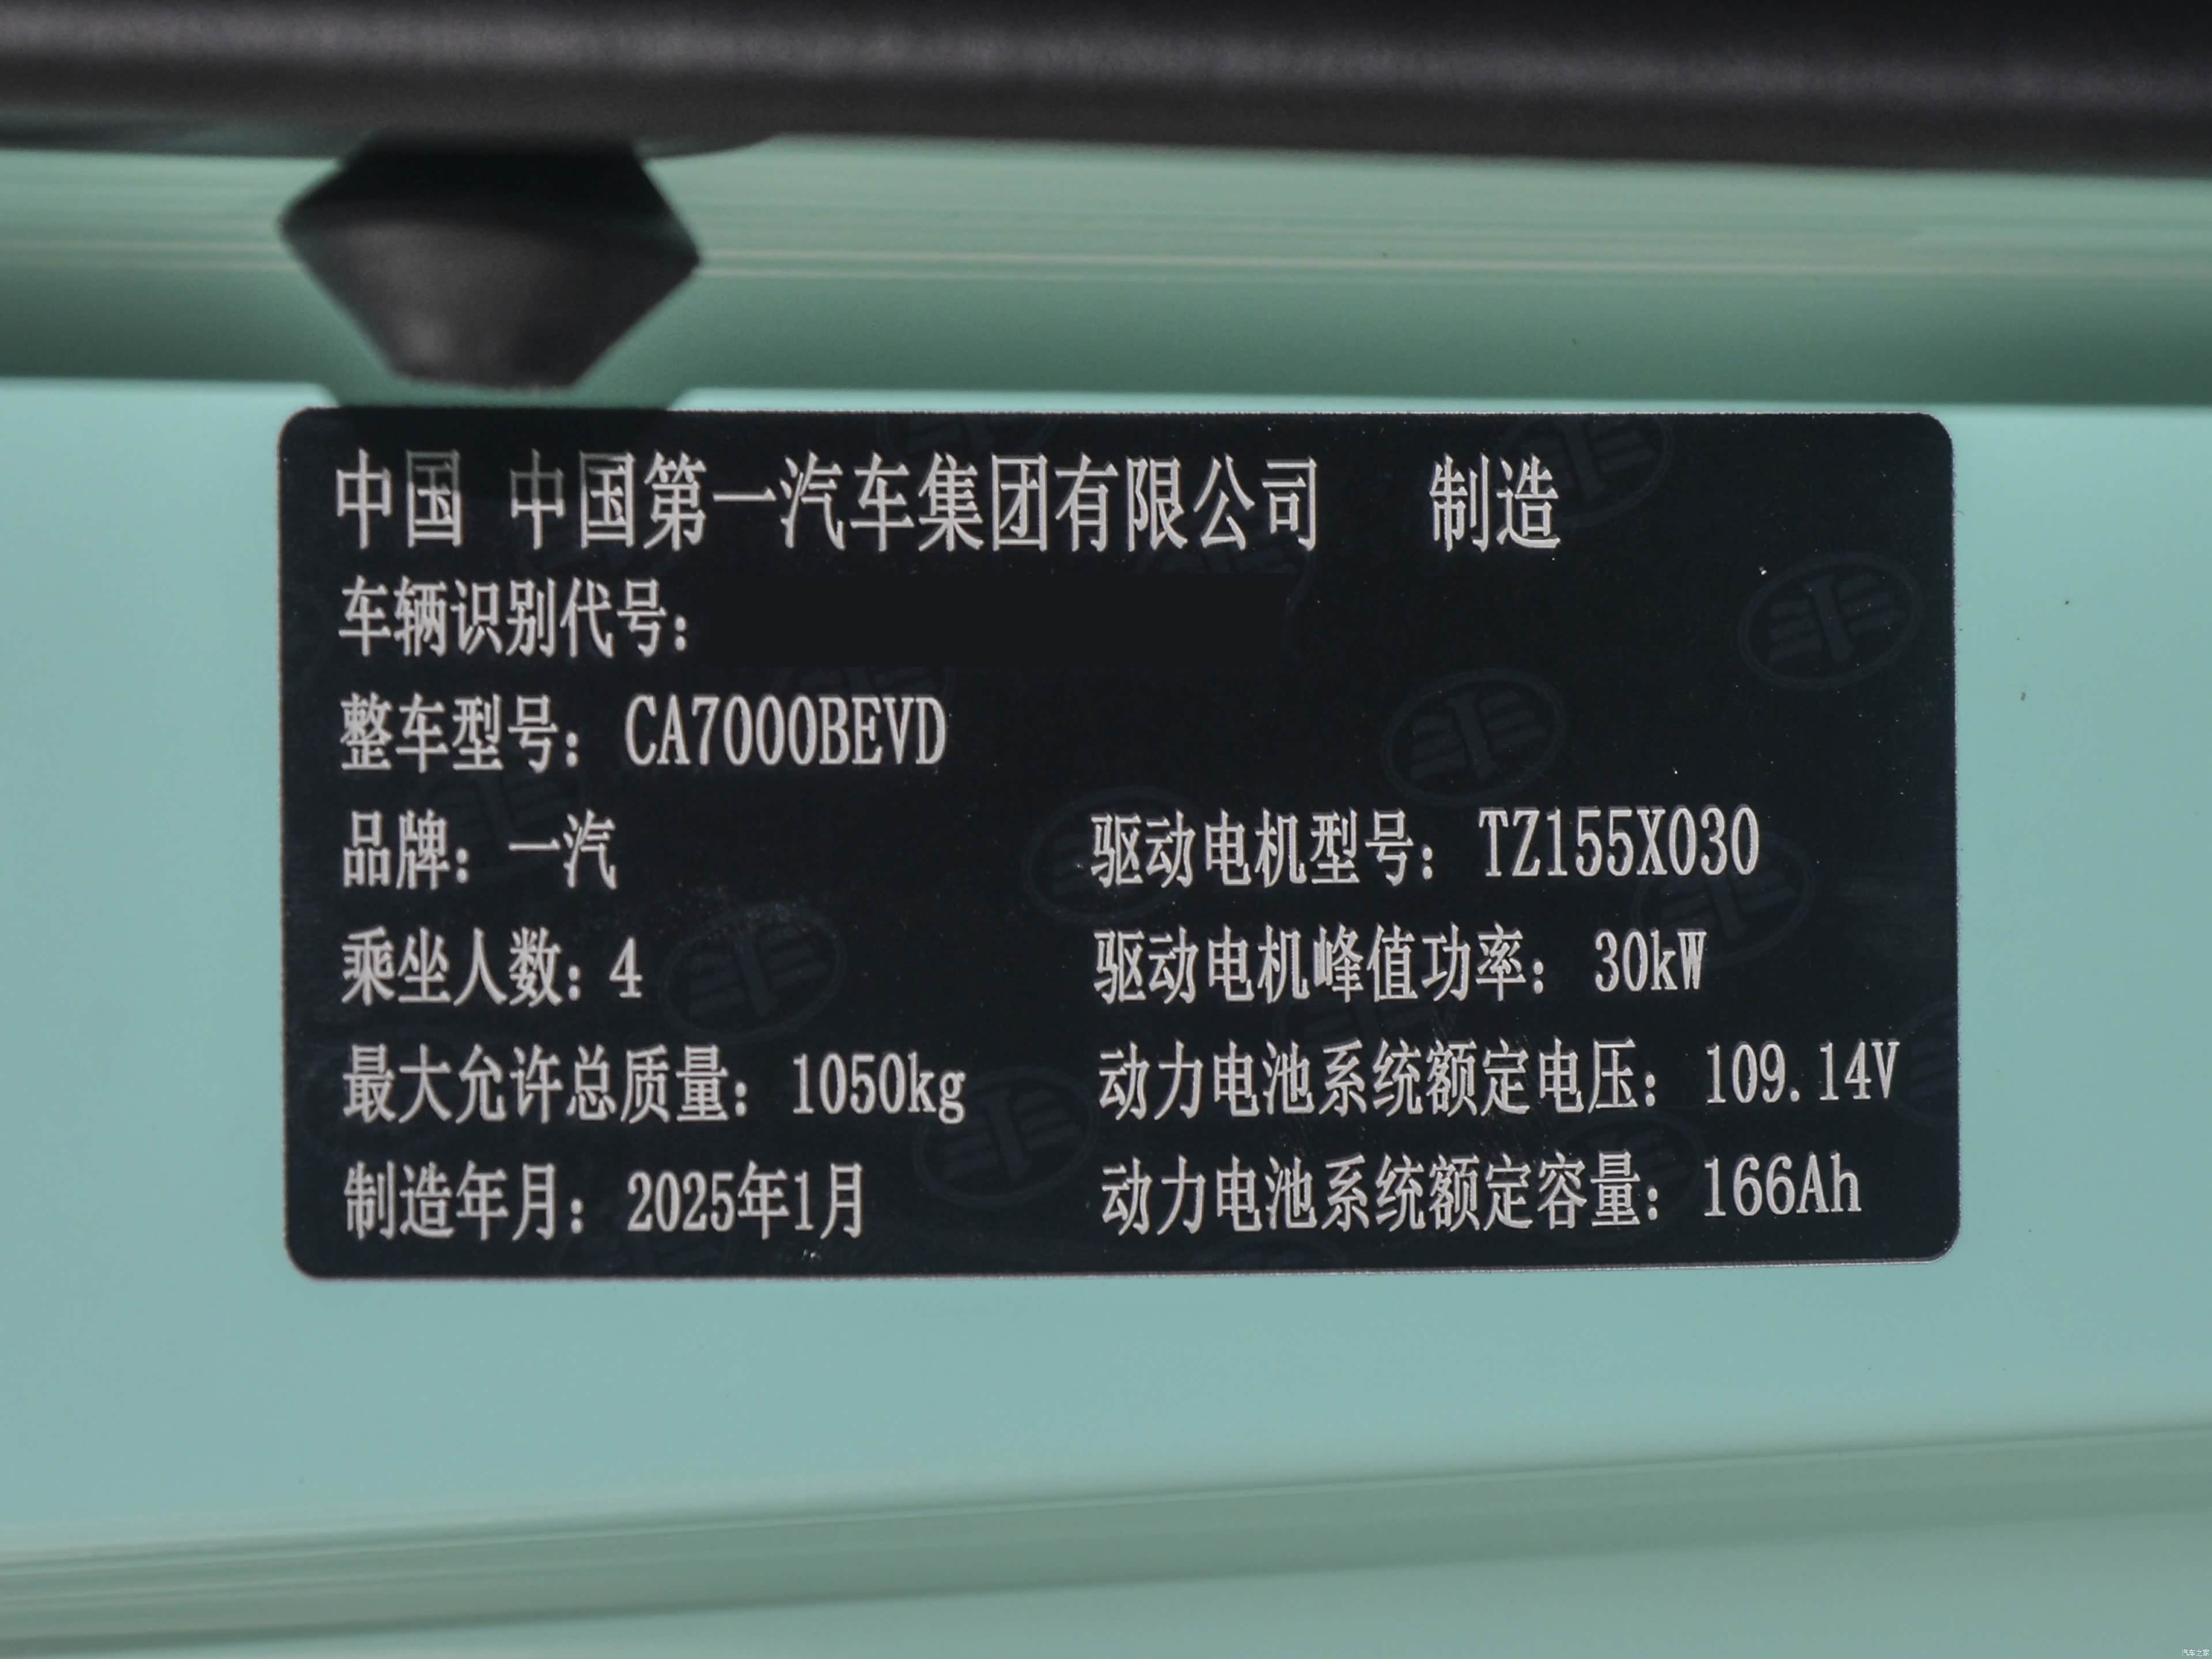 中国 中国第一汽车集团有限公司 制造
车辆识别代号：
整车型号：CA7000BEVD
品牌：一汽 驱动电机型号：TZ155X030
乘坐人数：4 驱动电机峰值功率：30kW
最大允许总质量：1050kg 动力电池系统额定电压：109.14V
制造年月：2025年1月 动力电池系统额定容量：166Ah
汽车之家